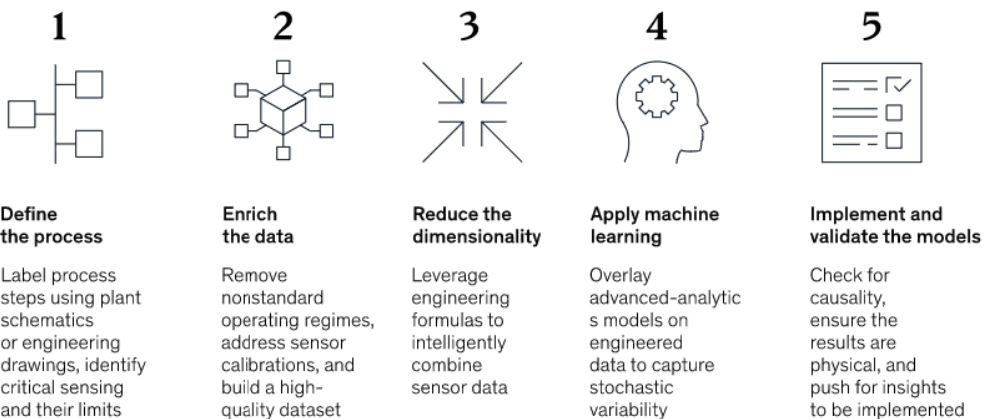 1
Define
the process
Label process
steps using plant
schematics
or engineering
drawings, identify
critical sensing
and their limits
2
Enrich
the data
Remove
nonstandard
operating regimes,
address sensor
calibrations, and
build a high-
quality dataset
3
Reduce the
dimensionality
Leverage
engineering
formulas to
intelligently
combine
sensor data
4
Apply machine
learning
Overlay
advanced-analytic
s models on
engineered
data to capture
stochastic
variability
5
Implement and
validate the models
Check for
causality,
ensure the
results are
physical, and
push for insights
to be implemented